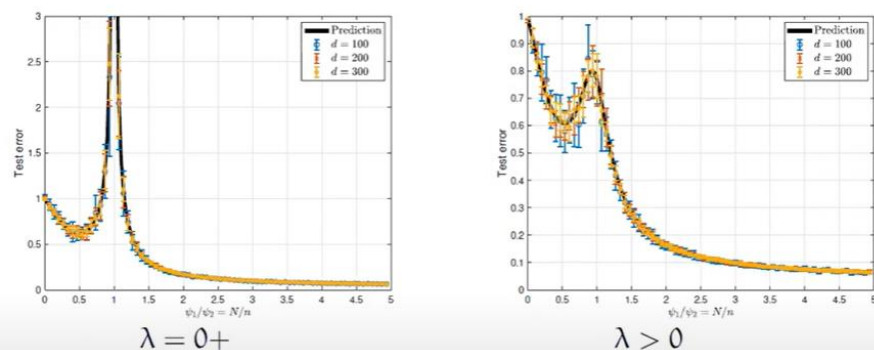 Prediction
d = 100
d = 200
d = 300
Test error
3
2.5
2
1.5
1
0.5
0
0 0.5 1 1.5 2 2.5 3 3.5 4 4.5 5
ψ₁/ψ₂ = N/n
λ = 0+
Prediction
d = 100
d = 200
d = 300
Test error
1
0.9
0.8
0.7
0.6
0.5
0.4
0.3
0.2
0.1
0
0 0.5 1 1.5 2 2.5 3 3.5 4 4.5 5
ψ₁/ψ₂ = N/n
λ > 0